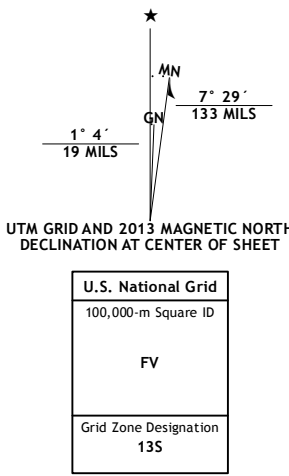 ★
MN
7° 29´
133 MILS
GN
1° 4´
19 MILS
UTM GRID AND 2013 MAGNETIC NORTH
DECLINATION AT CENTER OF SHEET
U.S. National Grid
100,000-m Square ID
FV
Grid Zone Designation
13S